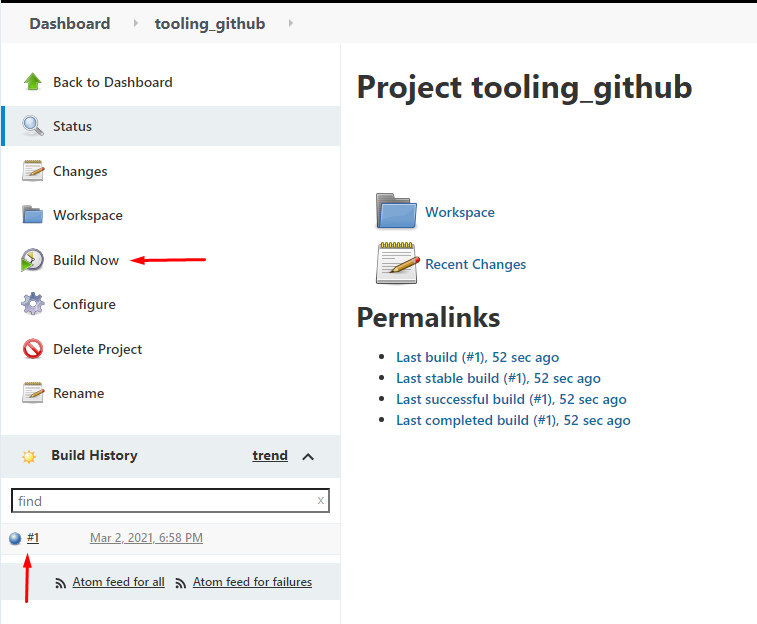 Dashboard tooling_github
Back to Dashboard
Status
Changes
Workspace
Build Now
Configure
Delete Project
Rename
Build History trend
find x
#1 Mar 2, 2021, 6:58 PM
Atom feed for all Atom feed for failures
Project tooling_github
Workspace
Recent Changes
Permalinks
Last build (#1), 52 sec ago
Last stable build (#1), 52 sec ago
Last successful build (#1), 52 sec ago
Last completed build (#1), 52 sec ago